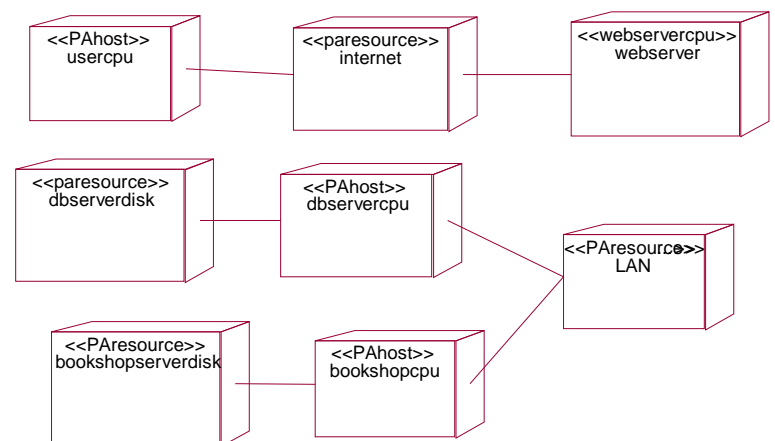 <<PAhost>>
usercpu
<<paresource>>
internet
<<webservercpu>>
webserver
<<paresource>>
dbserverdisk
<<PAhost>>
dbservercpu
<<PAresource>>
LAN
<<PAresource>>
bookshopserverdisk
<<PAhost>>
bookshopcpu